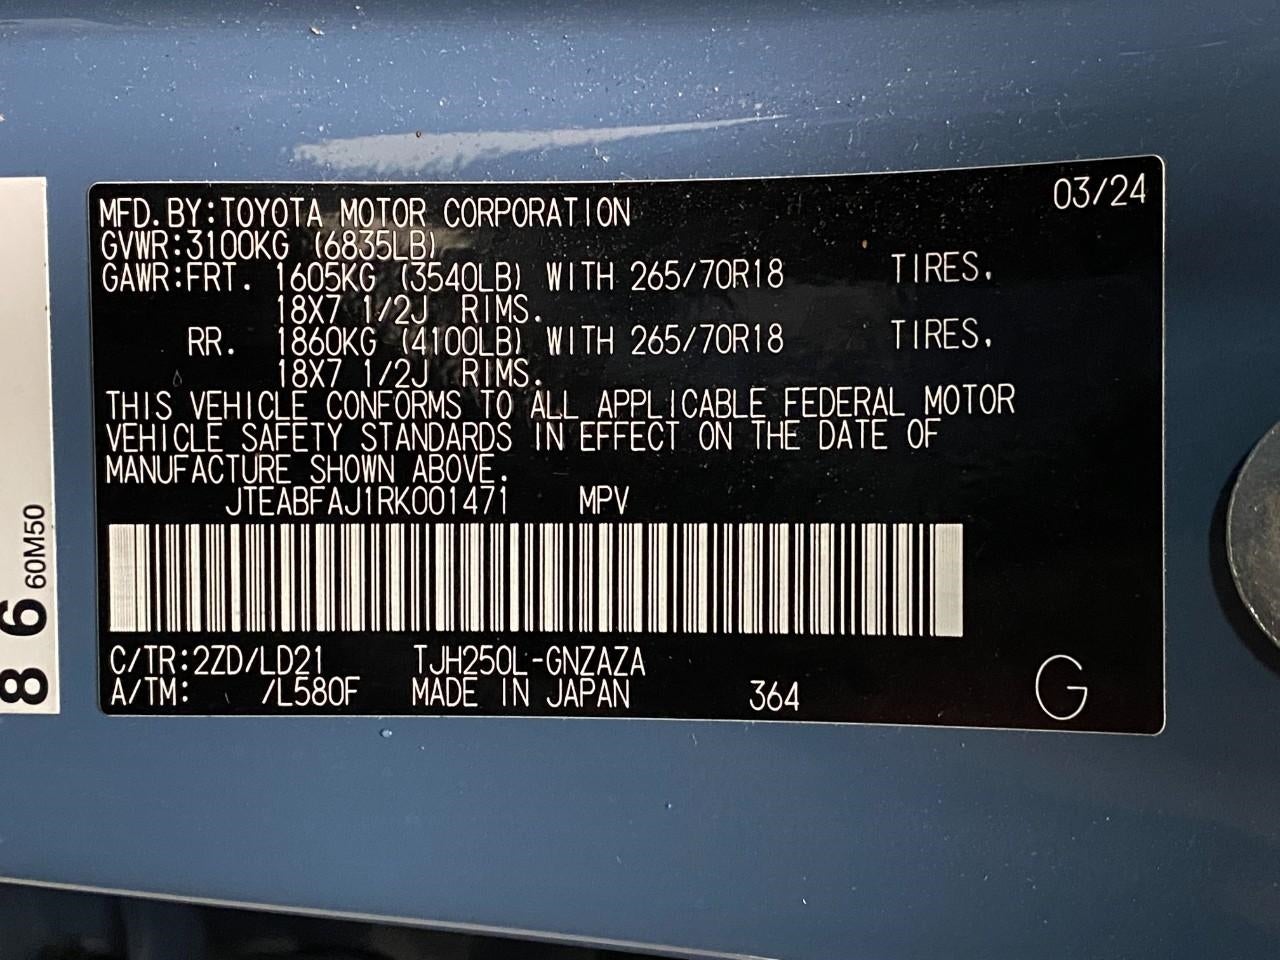 03/24
MFD.BY:TOYOTA MOTOR CORPORATION
GVWR:3100KG (6835LB)
GAWR:FRT. 1605KG (3540LB) WITH 265/70R18 TIRES.
18X7 1/2J RIMS.
RR. 1860KG (4100LB) WITH 265/70R18 TIRES.
18X7 1/2J RIMS.
THIS VEHICLE CONFORMS TO ALL APPLICABLE FEDERAL MOTOR
VEHICLE SAFETY STANDARDS IN EFFECT ON THE DATE OF
MANUFACTURE SHOWN ABOVE.
JTEABFAJ1RK001471 MPV
C/TR:2ZD/LD21 TJH250L-GNZAZA
A/TM: /L580F MADE IN JAPAN 364 G
8 6 60M50